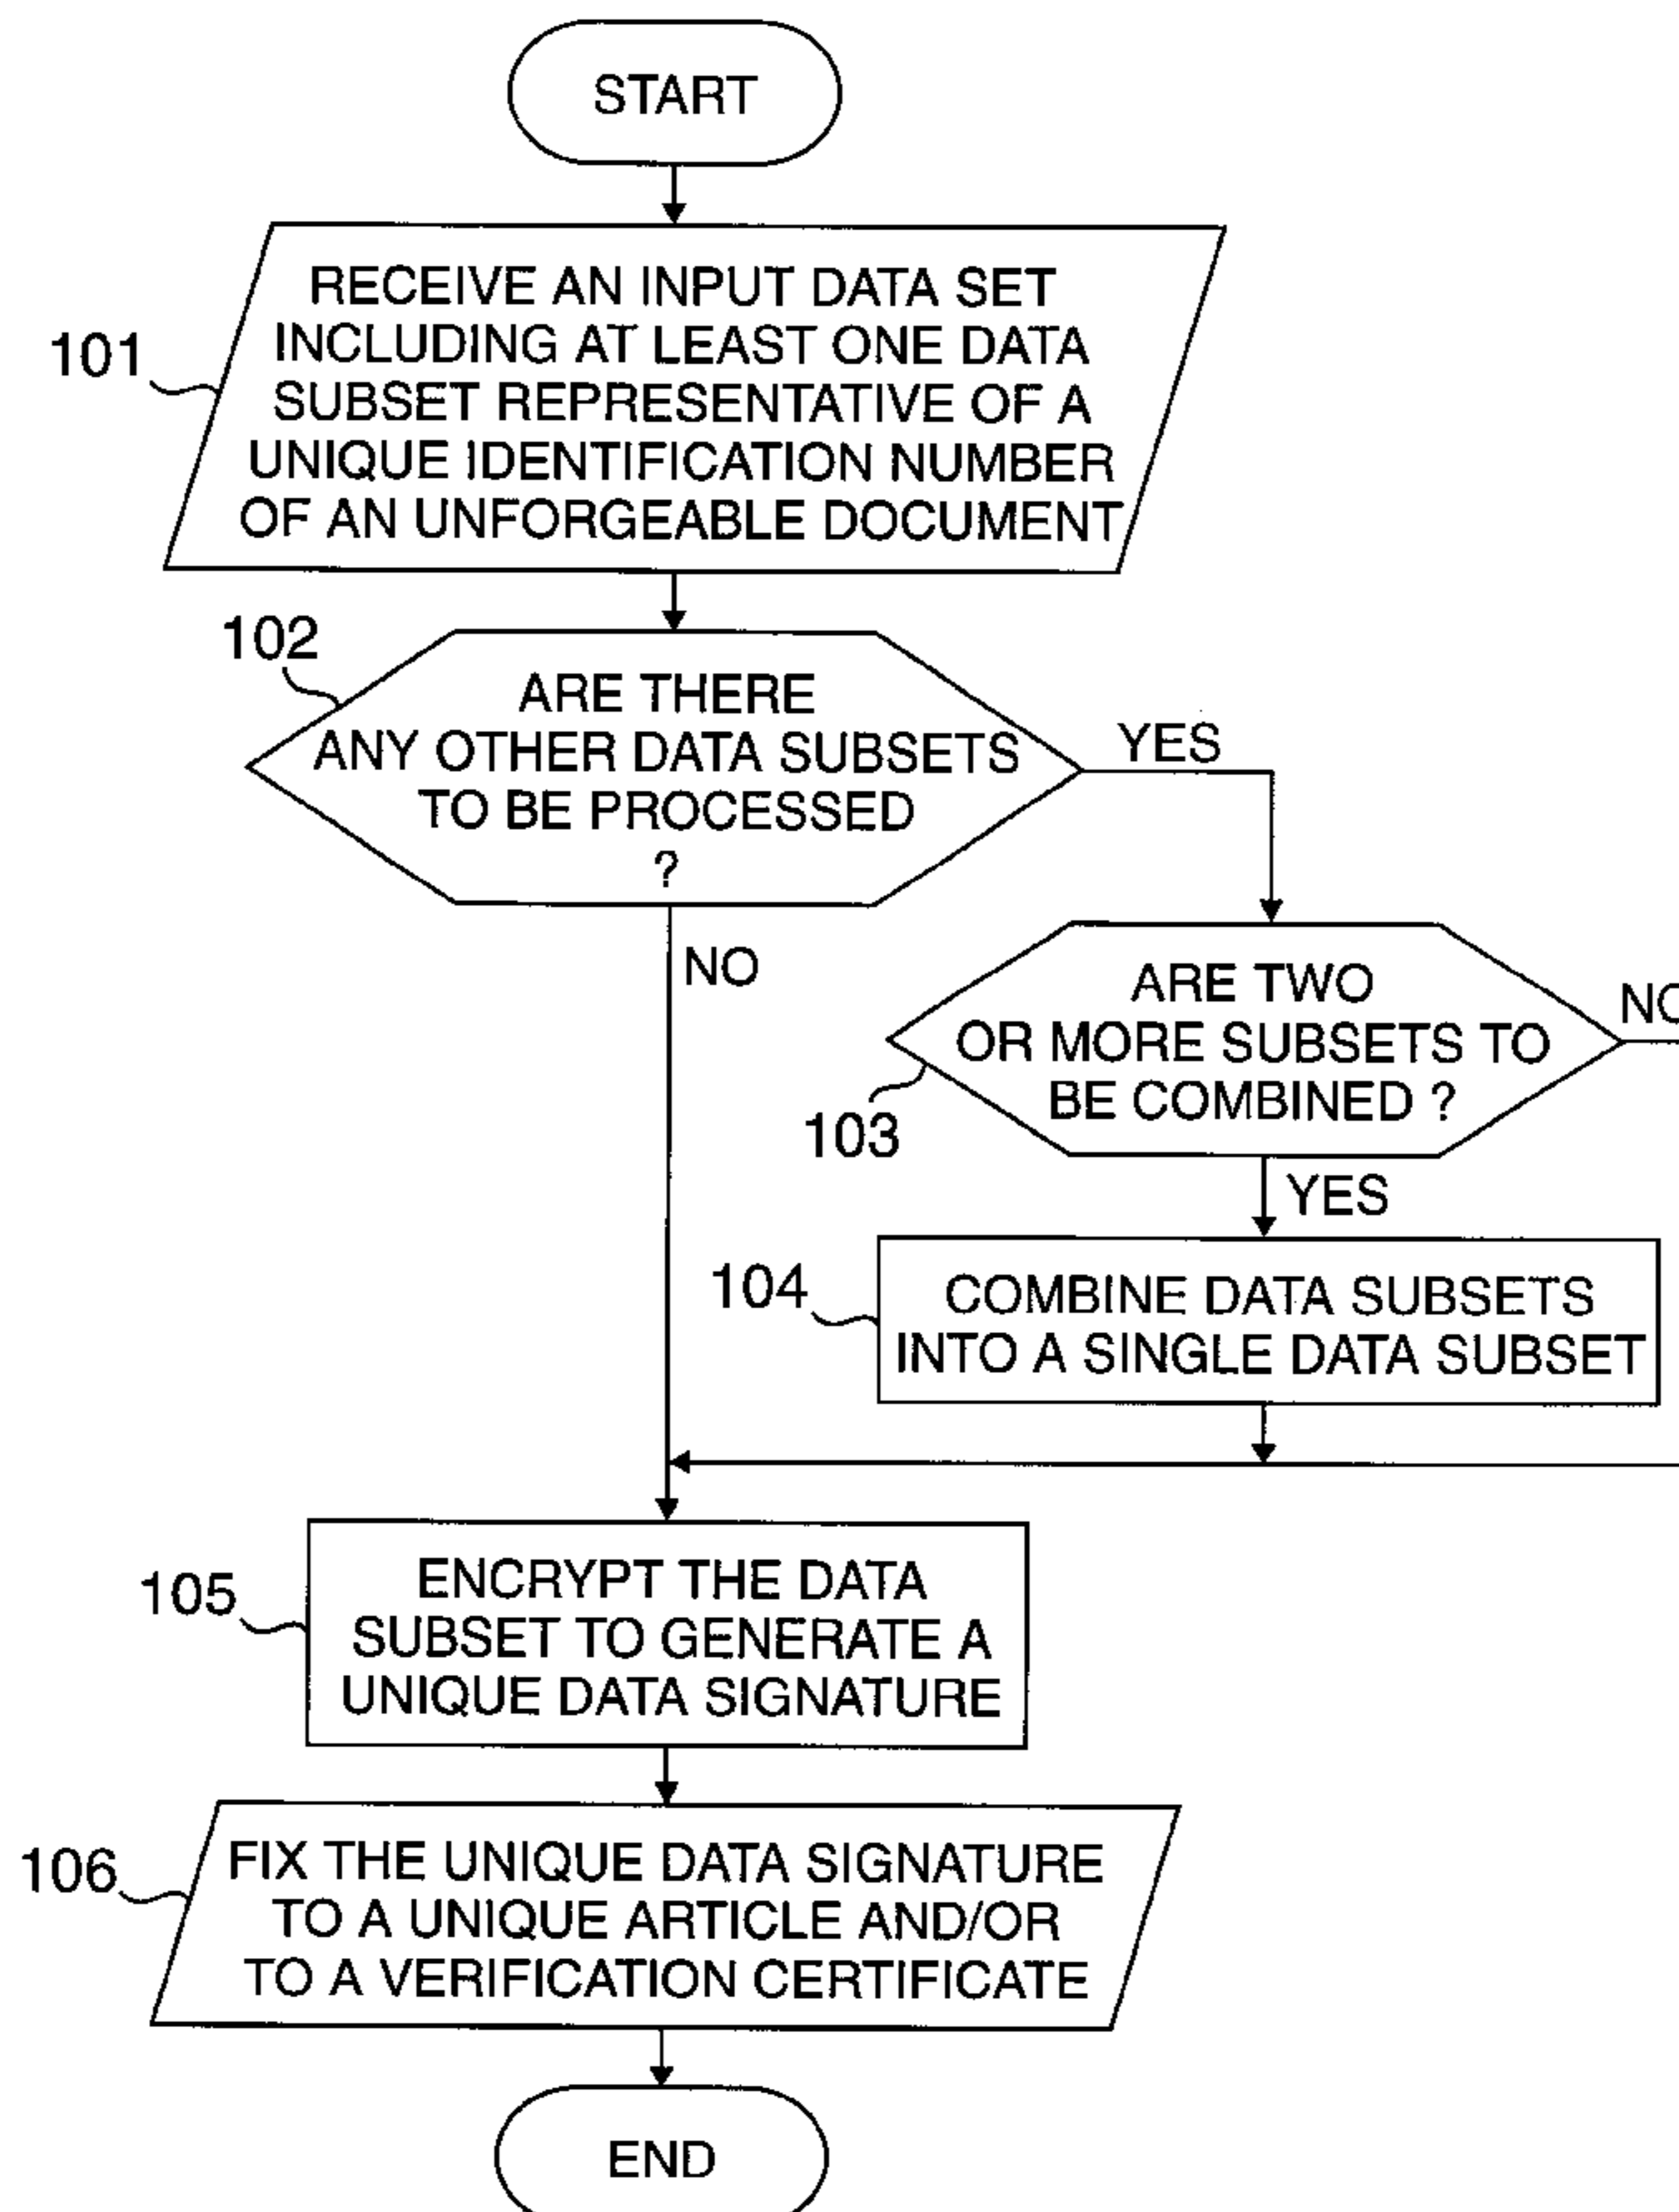 START
RECEIVE AN INPUT DATA SET
INCLUDING AT LEAST ONE DATA
SUBSET REPRESENTATIVE OF A
UNIQUE IDENTIFICATION NUMBER
OF AN UNFORGEABLE DOCUMENT
101
102
ARE THERE
ANY OTHER DATA SUBSETS
TO BE PROCESSED
?
YES
NO
ARE TWO
OR MORE SUBSETS TO
BE COMBINED ?
NO
103
YES
104
COMBINE DATA SUBSETS
INTO A SINGLE DATA SUBSET
105
ENCRYPT THE DATA
SUBSET TO GENERATE A
UNIQUE DATA SIGNATURE
106
FIX THE UNIQUE DATA SIGNATURE
TO A UNIQUE ARTICLE AND/OR
TO A VERIFICATION CERTIFICATE
END